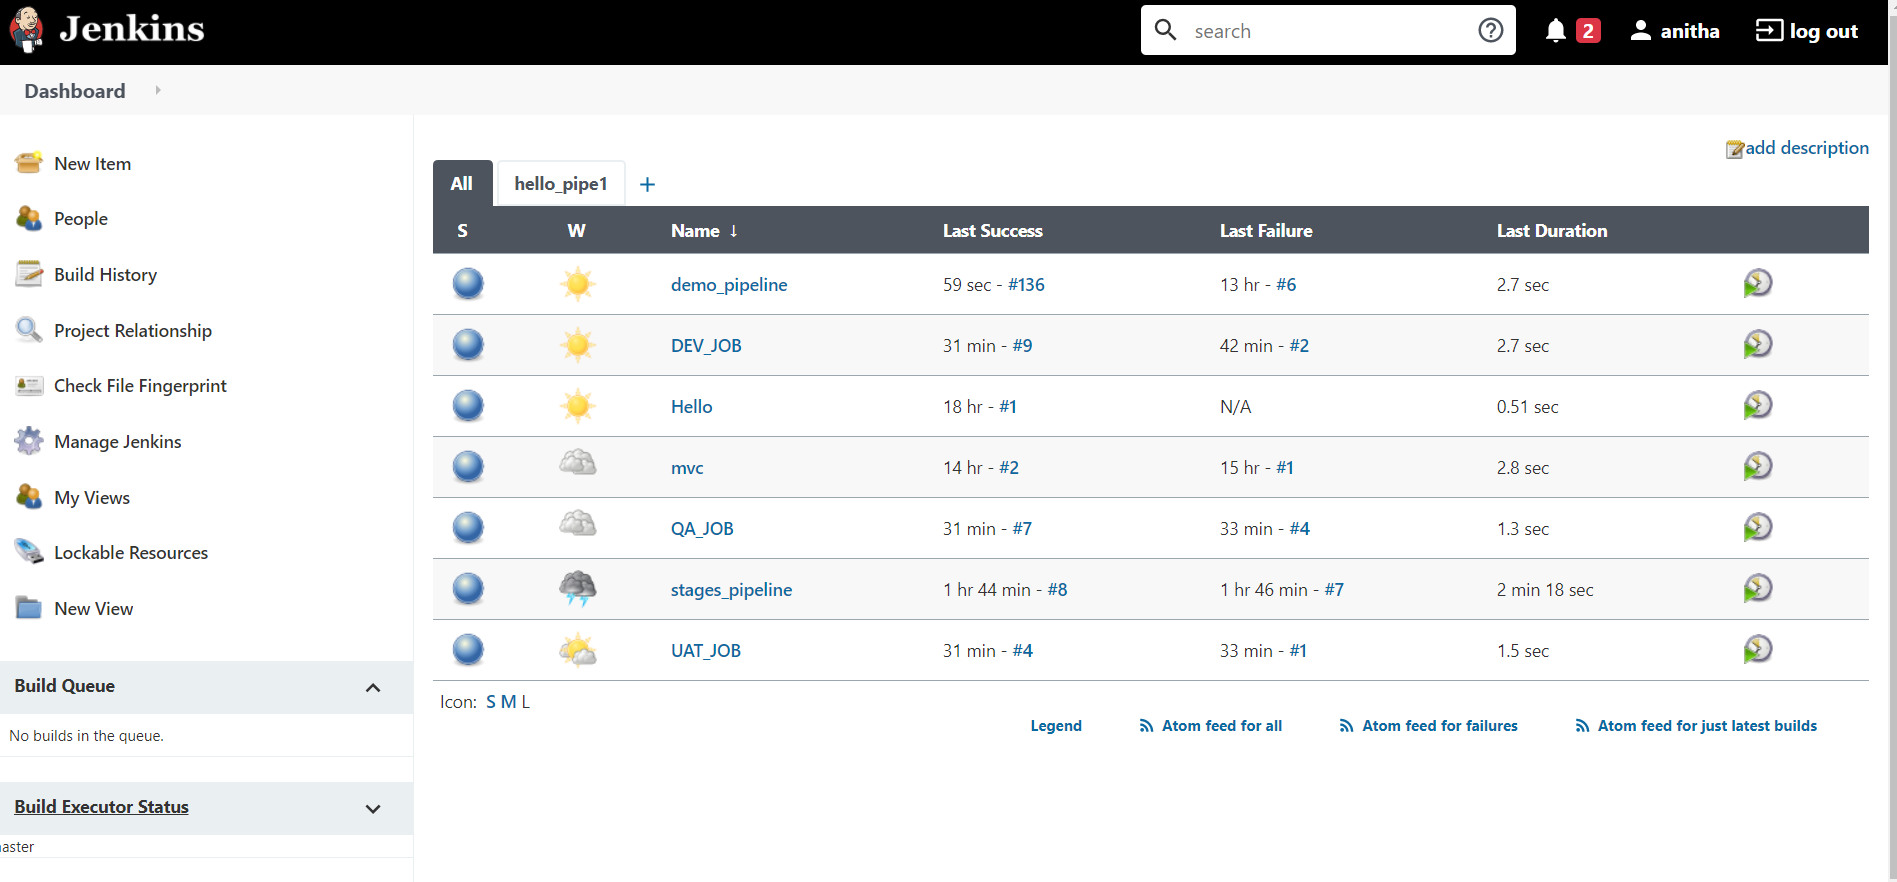 Jenkins
search
2
anitha
log out
Dashboard
New Item
People
Build History
Project Relationship
Check File Fingerprint
Manage Jenkins
My Views
Lockable Resources
New View
Build Queue
No builds in the queue.
Build Executor Status
aster
add description
All hello_pipe1 +
S W Name ↓ Last Success Last Failure Last Duration
demo_pipeline 59 sec - #136 13 hr - #6 2.7 sec
DEV_JOB 31 min - #9 42 min - #2 2.7 sec
Hello 18 hr - #1 N/A 0.51 sec
mvc 14 hr - #2 15 hr - #1 2.8 sec
QA_JOB 31 min - #7 33 min - #4 1.3 sec
stages_pipeline 1 hr 44 min - #8 1 hr 46 min - #7 2 min 18 sec
UAT_JOB 31 min - #4 33 min - #1 1.5 sec
Icon: S M L
Legend Atom feed for all Atom feed for failures Atom feed for just latest builds